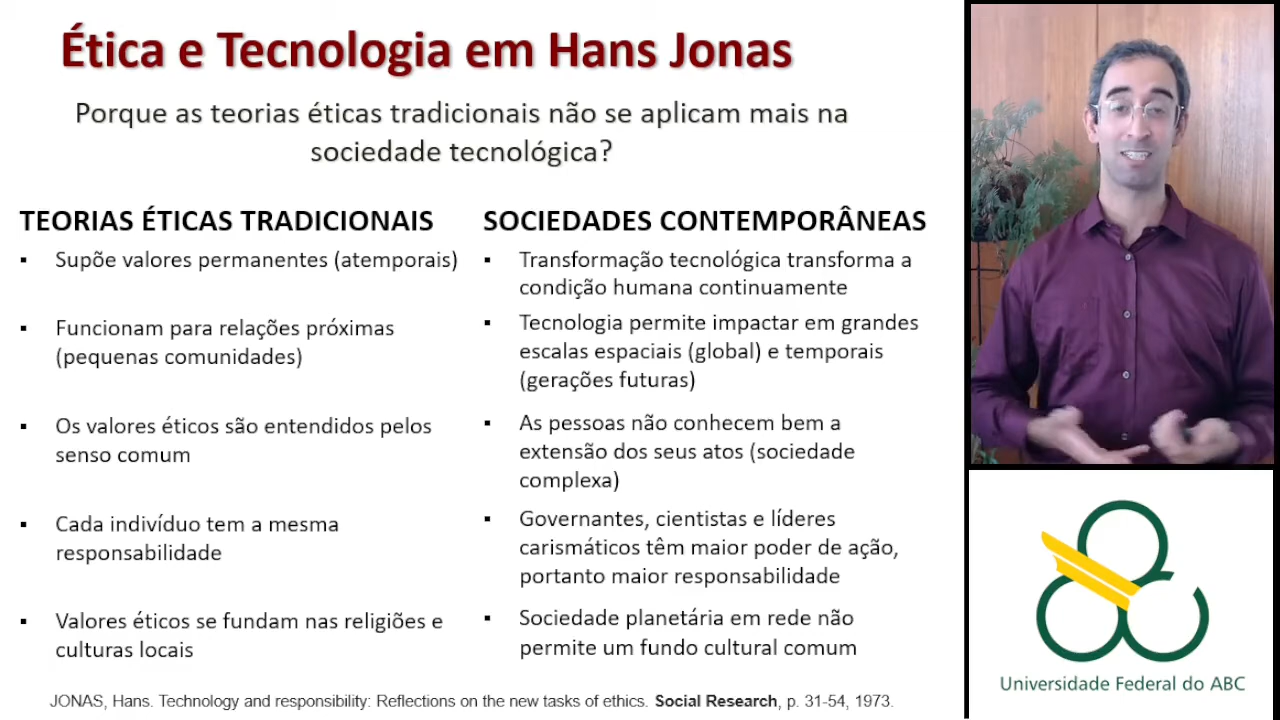 Ética e Tecnologia em Hans Jonas
Porque as teorias éticas tradicionais não se aplicam mais na
sociedade tecnológica?
TEORIAS ÉTICAS TRADICIONAIS
▪ Supõe valores permanentes (atemporais)
▪ Funcionam para relações próximas
(pequenas comunidades)
▪ Os valores éticos são entendidos pelos
senso comum
▪ Cada indivíduo tem a mesma
responsabilidade
▪ Valores éticos se fundam nas religiões e
culturas locais
SOCIEDADES CONTEMPORÂNEAS
▪ Transformação tecnológica transforma a
condição humana continuamente
▪ Tecnologia permite impactar em grandes
escalas espaciais (global) e temporais
(gerações futuras)
▪ As pessoas não conhecem bem a
extensão dos seus atos (sociedade
complexa)
▪ Governantes, cientistas e líderes
carismáticos têm maior poder de ação,
portanto maior responsabilidade
▪ Sociedade planetária em rede não
permite um fundo cultural comum
JONAS, Hans. Technology and responsibility: Reflections on the new tasks of ethics. Social Research, p. 31-54, 1973.
Universidade Federal do ABC